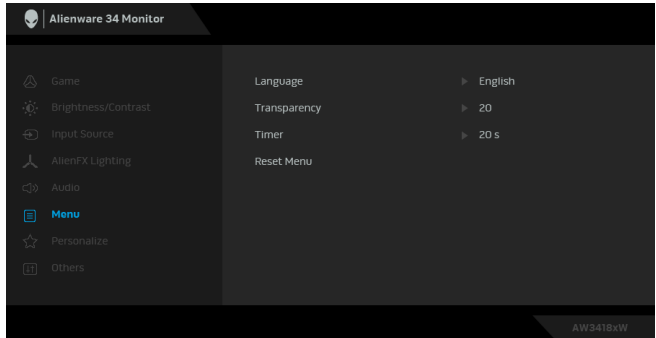 Alienware 34 Monitor
Game
Language English
Brightness/Contrast
Transparency 20
Input Source
Timer 20 s
AlienFX Lighting
Reset Menu
Audio
Menu
Personalize
Others
AW3418xW